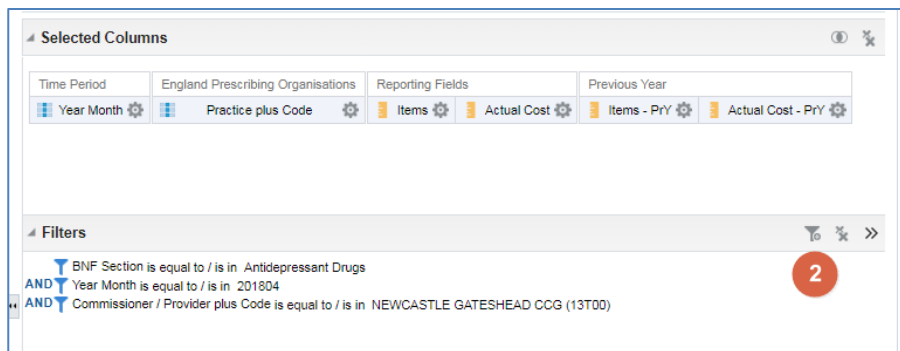 Selected Columns
Time Period England Prescribing Organisations Reporting Fields Previous Year
Year Month Practice plus Code Items Actual Cost Items - PrY Actual Cost - PrY
Filters
BNF Section is equal to / is in Antidepressant Drugs
AND Year Month is equal to / is in 201804
AND Commissioner / Provider plus Code is equal to / is in NEWCASTLE GATESHEAD CCG (13T00)
2